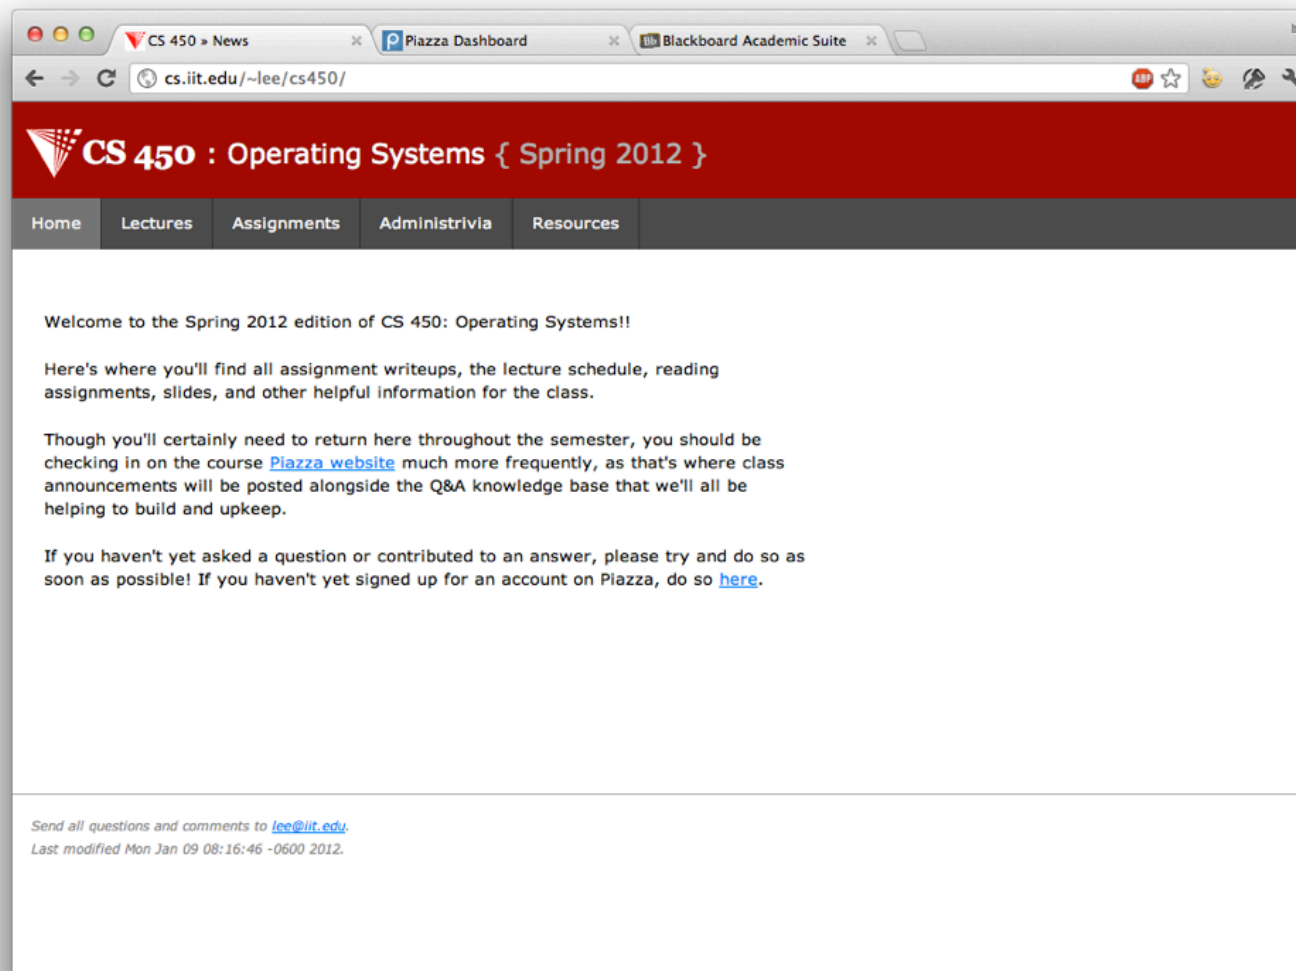 CS 450 » News
Piazza Dashboard
Blackboard Academic Suite
cs.iit.edu/~lee/cs450/
ABP
CS 450 : Operating Systems { Spring 2012 }
Home Lectures Assignments Administrivia Resources
Welcome to the Spring 2012 edition of CS 450: Operating Systems!!
Here's where you'll find all assignment writeups, the lecture schedule, reading
assignments, slides, and other helpful information for the class.
Though you'll certainly need to return here throughout the semester, you should be
checking in on the course Piazza website much more frequently, as that's where class
announcements will be posted alongside the Q&A knowledge base that we'll all be
helping to build and upkeep.
If you haven't yet asked a question or contributed to an answer, please try and do so as
soon as possible! If you haven't yet signed up for an account on Piazza, do so here.
Send all questions and comments to lee@iit.edu.
Last modified Mon Jan 09 08:16:46 -0600 2012.